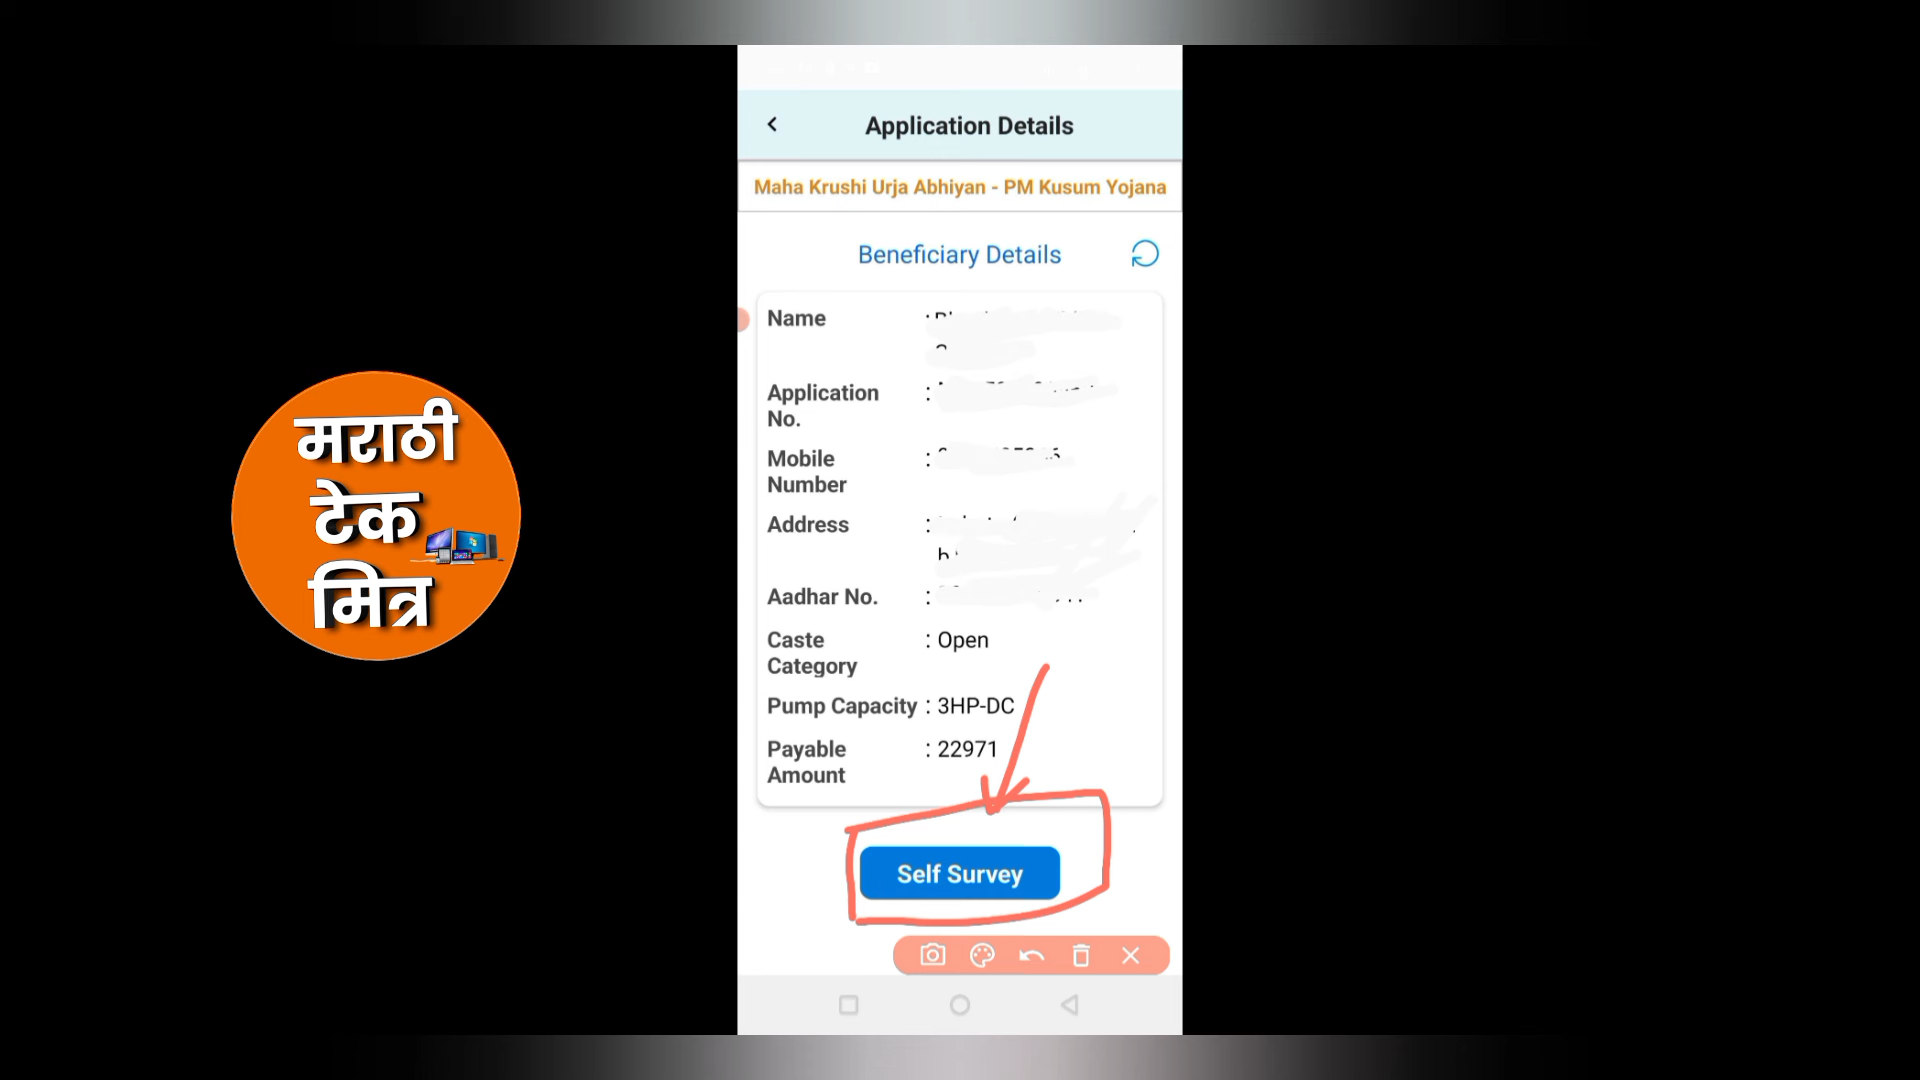 Application Details
Maha Krushi Urja Abhiyan - PM Kusum Yojana
Beneficiary Details
Name :
Application No. :
Mobile Number :
Address :
Aadhar No. :
Caste Category : Open
Pump Capacity : 3HP-DC
Payable Amount : 22971
Self Survey
मराठी
टेक
मित्र